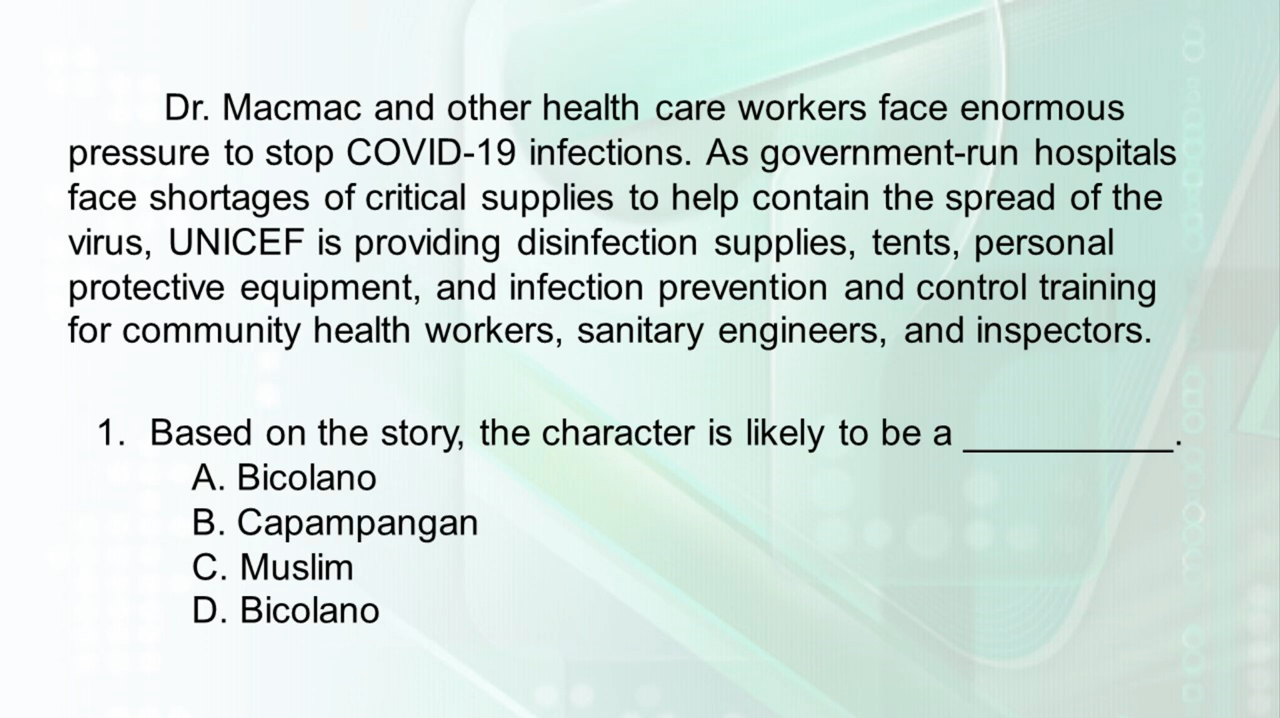 Dr. Macmac and other health care workers face enormous
pressure to stop COVID-19 infections. As government-run hospitals
face shortages of critical supplies to help contain the spread of the
virus, UNICEF is providing disinfection supplies, tents, personal
protective equipment, and infection prevention and control training
for community health workers, sanitary engineers, and inspectors.
1. Based on the story, the character is likely to be a ___________.
A. Bicolano
B. Capampangan
C. Muslim
D. Bicolano